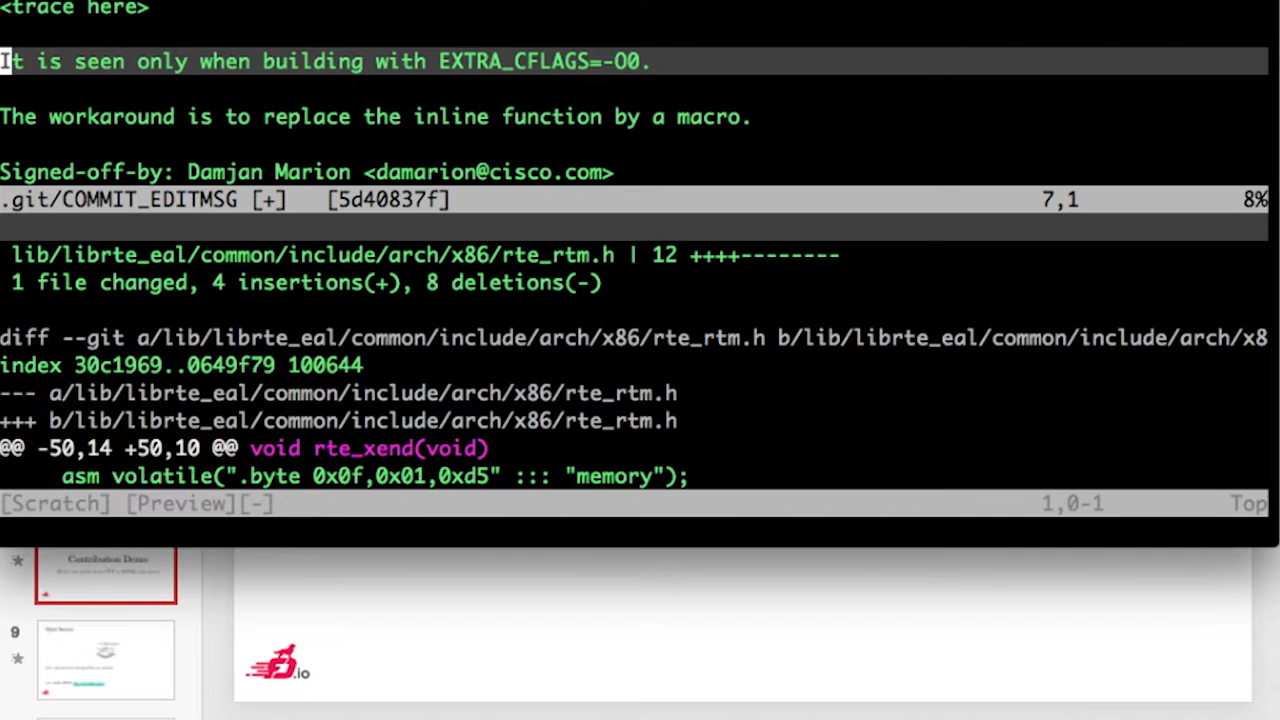 <trace here>
It is seen only when building with EXTRA_CFLAGS=-O0.
The workaround is to replace the inline function by a macro.
Signed-off-by: Damjan Marion <damarion@cisco.com>
.git/COMMIT_EDITMSG [+]   [5d40837f]   7,1   8%
lib/librte_eal/common/include/arch/x86/rte_rtm.h | 12 ++++--------
1 file changed, 4 insertions(+), 8 deletions(-)
diff --git a/lib/librte_eal/common/include/arch/x86/rte_rtm.h b/lib/librte_eal/common/include/arch/x8
index 30c1969..0649f79 100644
--- a/lib/librte_eal/common/include/arch/x86/rte_rtm.h
+++ b/lib/librte_eal/common/include/arch/x86/rte_rtm.h
@@ -50,14 +50,10 @@ void rte_xend(void)
asm volatile(".byte 0x0f,0x01,0xd5" ::: "memory");
[Scratch] [Preview][-]   1,0-1   Top
Contribution Demo
9
.io